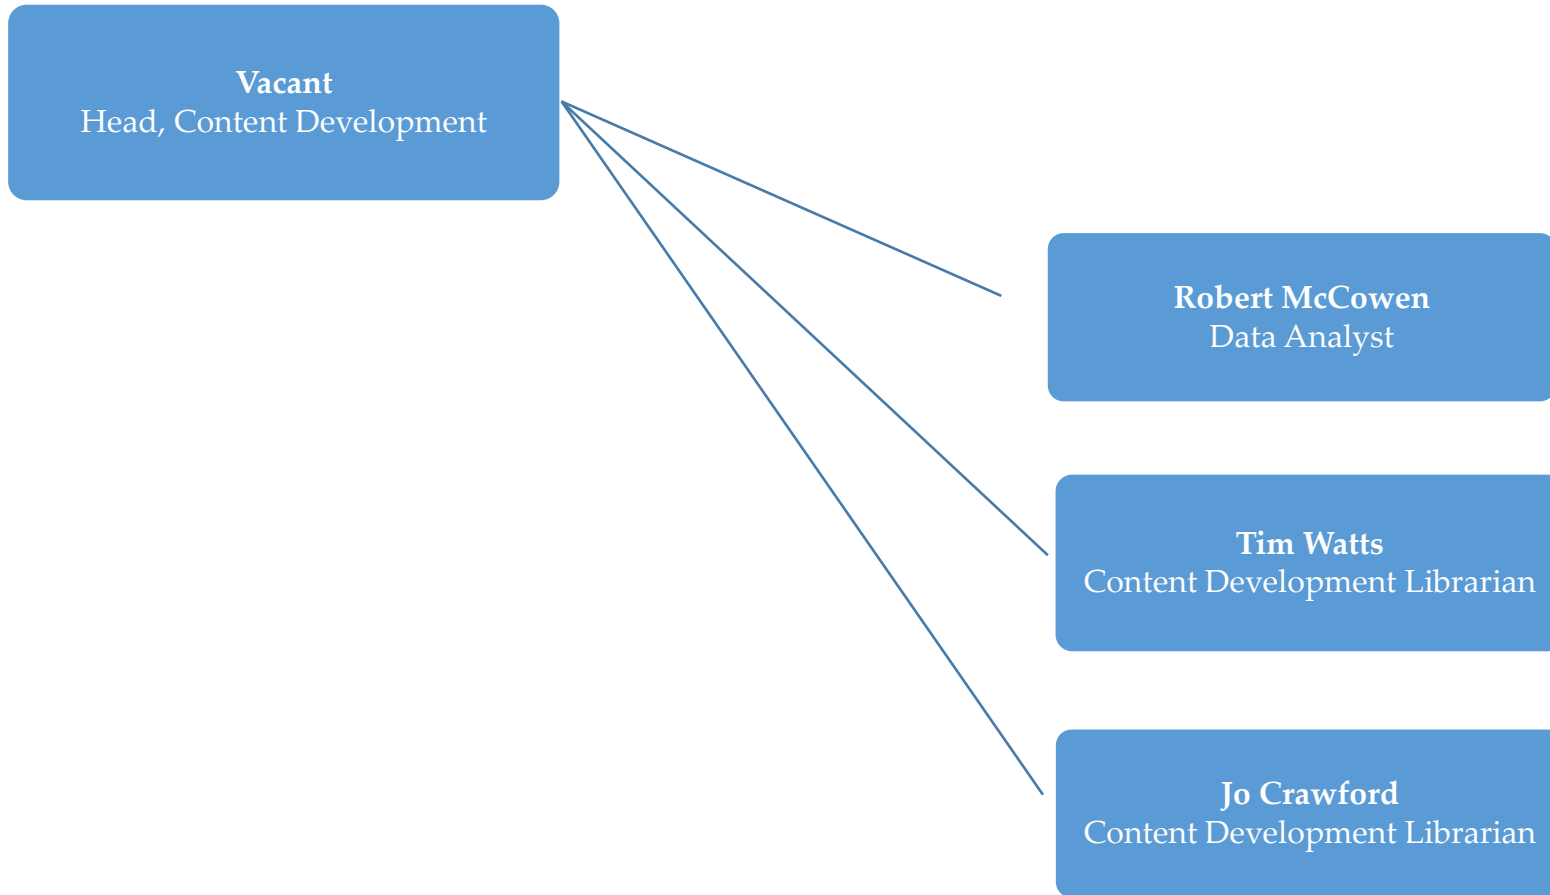 Vacant
Head, Content Development
Robert McCowen
Data Analyst
Tim Watts
Content Development Librarian
Jo Crawford
Content Development Librarian